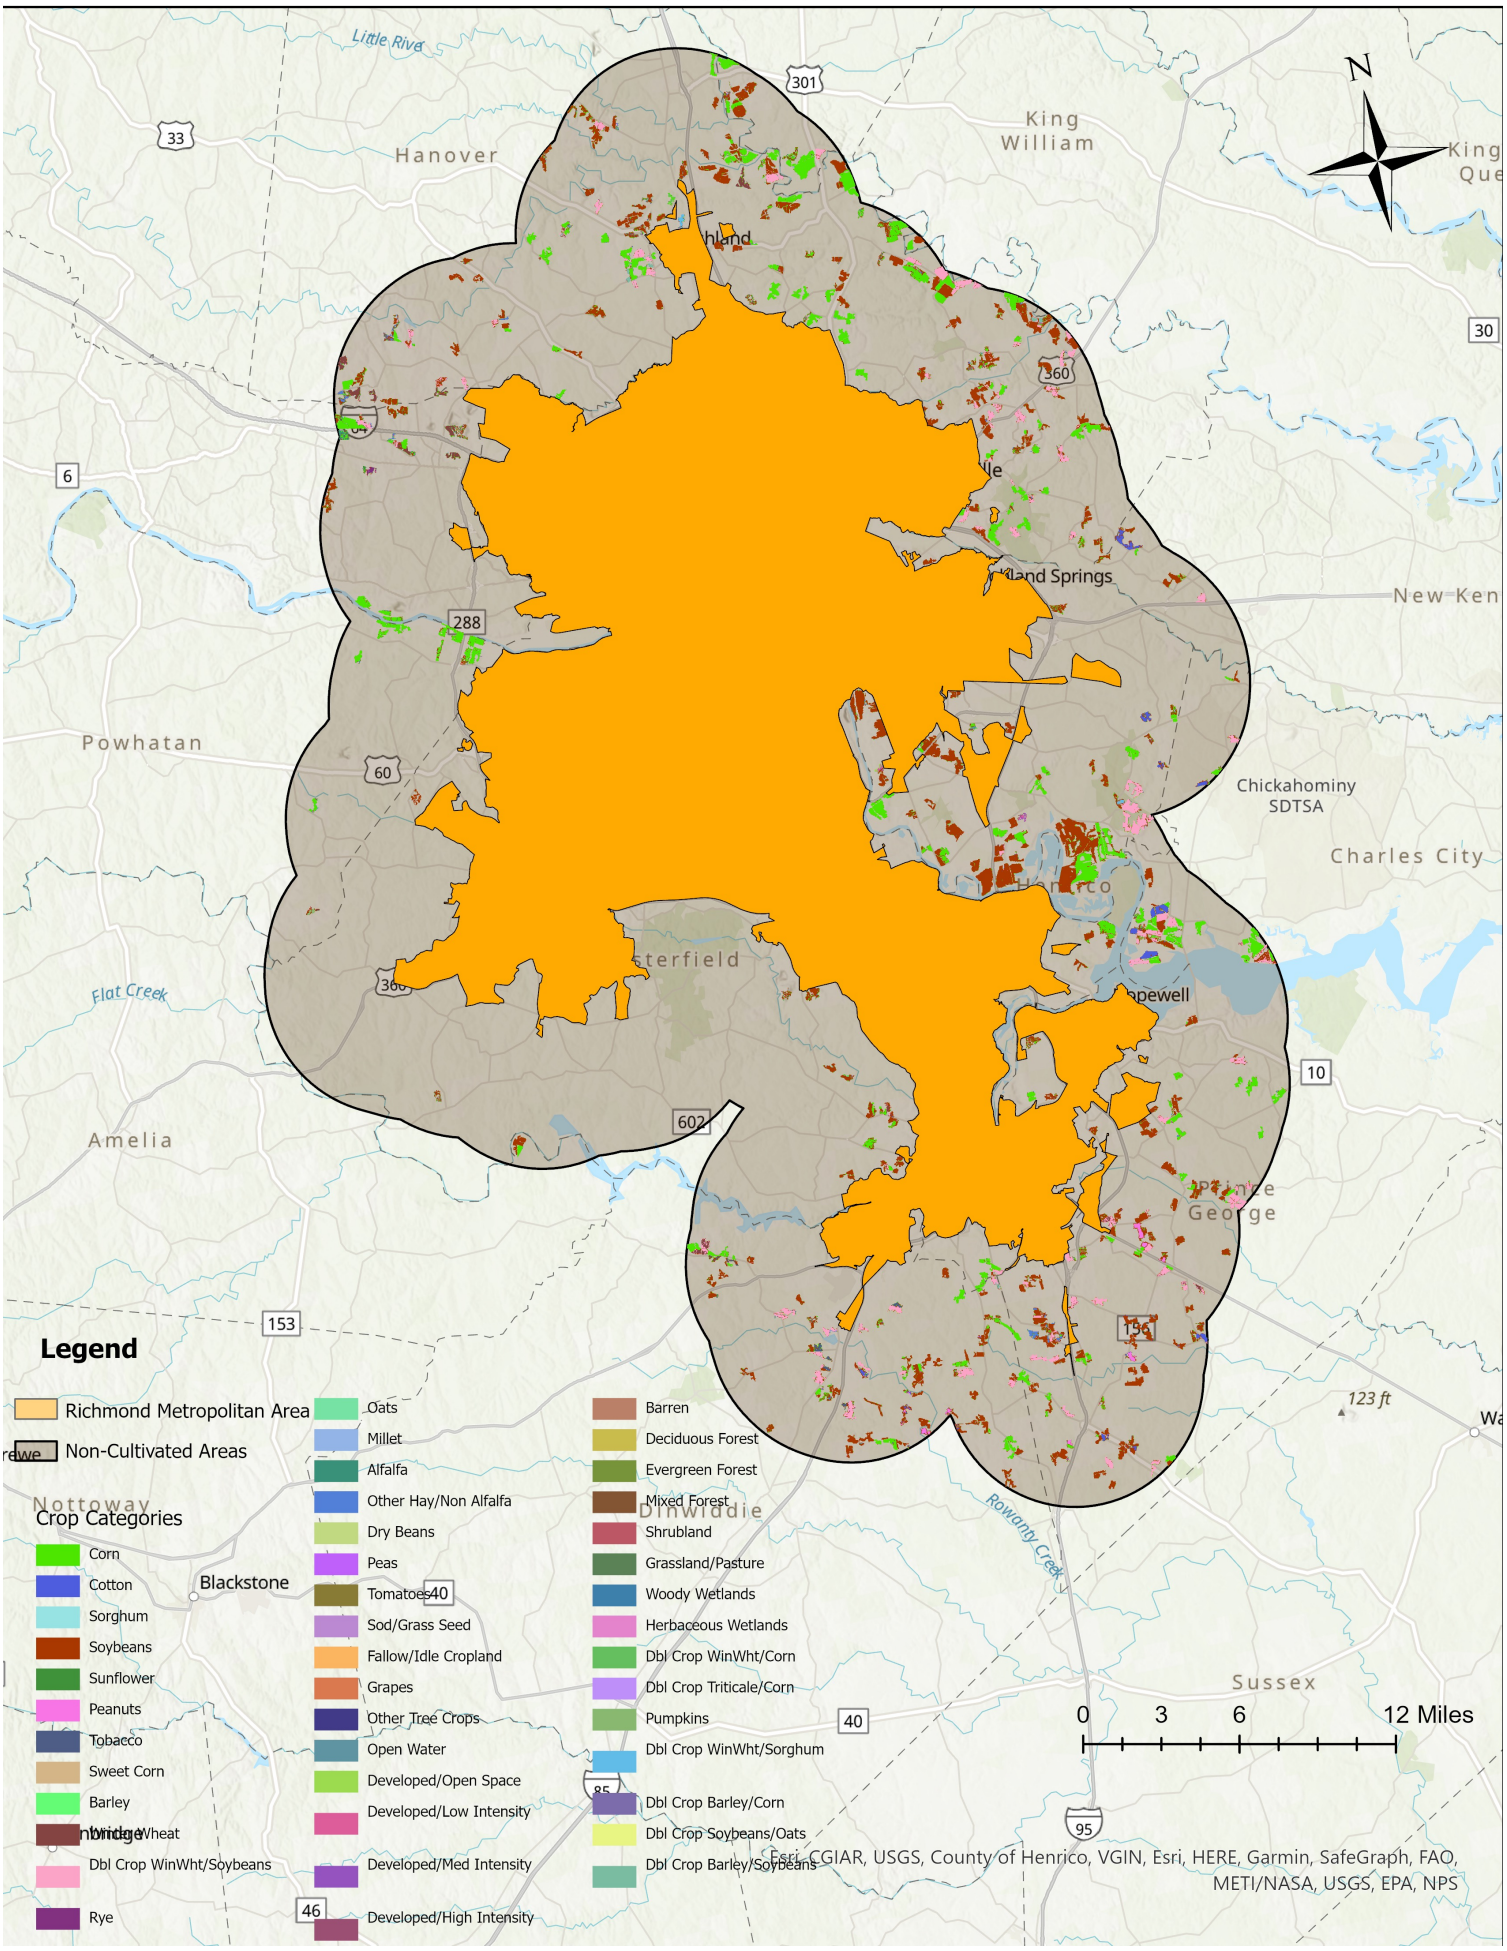 Little River
N
301
King
William
33
Hanover
King
Que
hland
30
360
64
6
lle
land Springs
New Ken
288
Powhatan
60
Chickahominy
SDTSA
Charles City
Henrico
sterfield
360
Flat Creek
opewell
10
602
Amelia
Prince
George
153
156
Legend
Richmond Metropolitan Area
Non-Cultivated Areas
rewe
123 ft
Wa
Nottoway
Dinwiddie
Rowanty Creek
Blackstone
40
Crop Categories
Corn
Cotton
Sorghum
Soybeans
Sunflower
Peanuts
Tobacco
Sweet Corn
Barley
Winter Wheat
nbridge
Dbl Crop WinWht/Soybeans
Rye
Oats
Millet
Alfalfa
Other Hay/Non Alfalfa
Dry Beans
Peas
Tomatoes
Sod/Grass Seed
Fallow/Idle Cropland
Grapes
Other Tree Crops
Open Water
Developed/Open Space
Developed/Low Intensity
Developed/Med Intensity
Developed/High Intensity
Barren
Deciduous Forest
Evergreen Forest
Mixed Forest
Shrubland
Grassland/Pasture
Woody Wetlands
Herbaceous Wetlands
Dbl Crop WinWht/Corn
Dbl Crop Triticale/Corn
Pumpkins
Dbl Crop WinWht/Sorghum
Dbl Crop Barley/Corn
Dbl Crop Soybeans/Oats
Dbl Crop Barley/Soybeans
46
85
40
95
Sussex
0 3 6 12 Miles
Esri, CGIAR, USGS, County of Henrico, VGIN, Esri, HERE, Garmin, SafeGraph, FAO,
METI/NASA, USGS, EPA, NPS